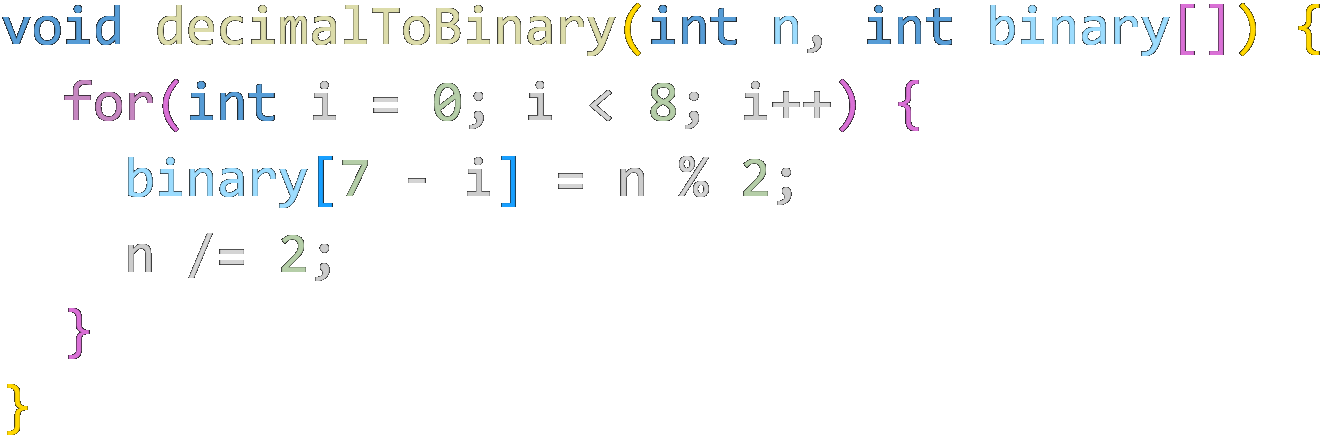 void decimalToBinary(int n, int binary[]) {
  for(int i = 0; i < 8; i++) {
    binary[7 - i] = n % 2;
    n /= 2;
  }
}